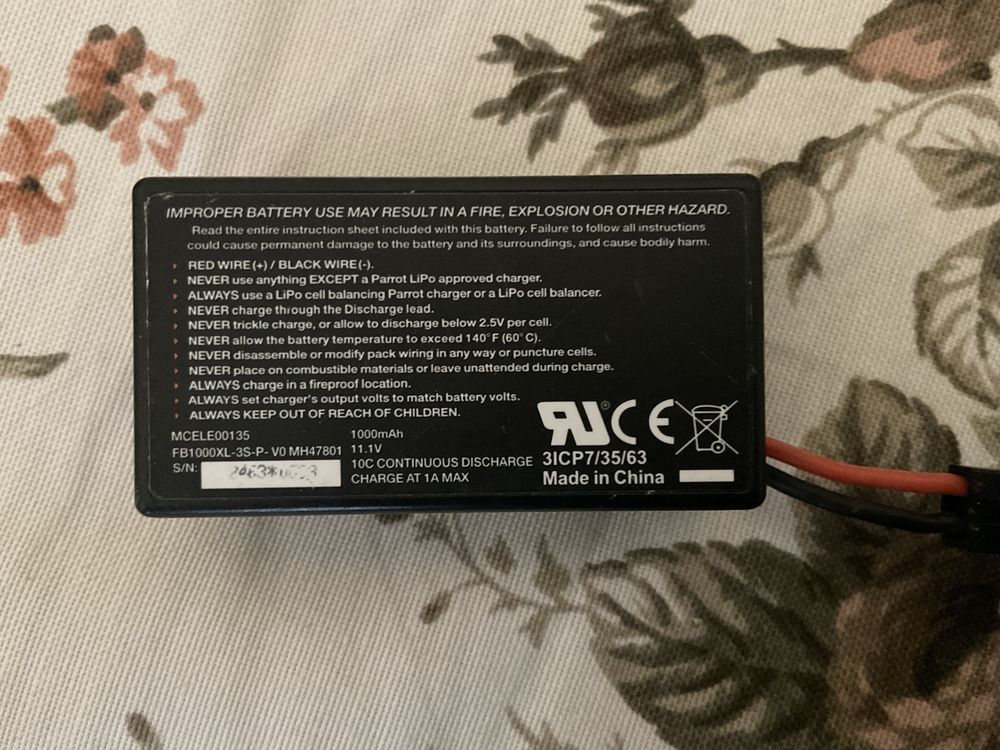 IMPROPER BATTERY USE MAY RESULT IN A FIRE, EXPLOSION OR OTHER HAZARD.
Read the entire instruction sheet included with this battery. Failure to follow all instructions
could cause permanent damage to the battery and its surroundings, and cause bodily harm.
RED WIRE(+) / BLACK WIRE(-).
NEVER use anything EXCEPT a Parrot LiPo approved charger.
ALWAYS use a LiPo cell balancing Parrot charger or a LiPo cell balancer.
NEVER charge through the Discharge lead.
NEVER trickle charge, or allow to discharge below 2.5V per cell.
NEVER allow the battery temperature to exceed 140°F (60°C).
NEVER disassemble or modify pack wiring in any way or puncture cells.
NEVER place on combustible materials or leave unattended during charge.
ALWAYS charge in a fireproof location.
ALWAYS set charger's output volts to match battery volts.
ALWAYS KEEP OUT OF REACH OF CHILDREN.
MCELE00135
FB1000XL-3S-P- V0 MH47801
S/N:
1000mAh
11.1V
10C CONTINUOUS DISCHARGE
CHARGE AT 1A MAX
RU® CE
3ICP7/35/63
Made in China